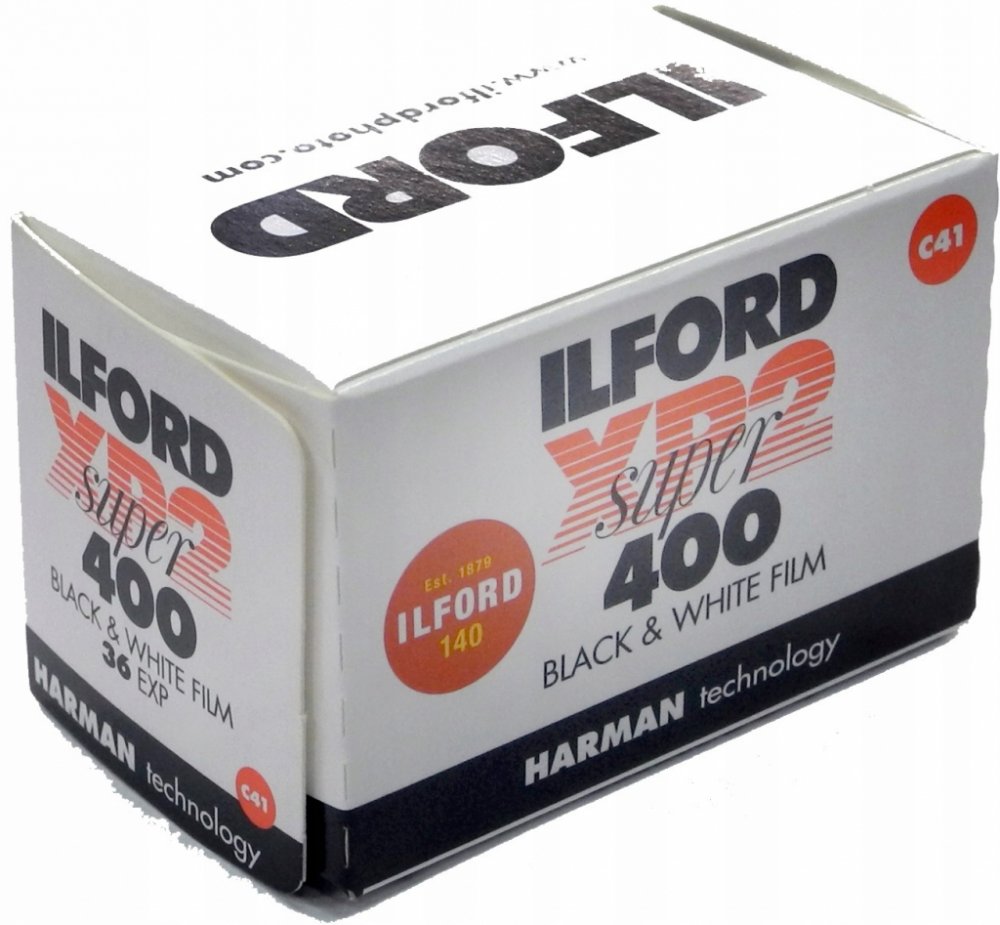 ILFORD
www.ilfordphoto.com
ILFORD
XP2
super
400
BLACK & WHITE FILM
36 EXP
HARMAN technology
C41
C41
ILFORD
XP2
super
400
BLACK & WHITE FILM
Est. 1879
ILFORD
140
HARMAN technology